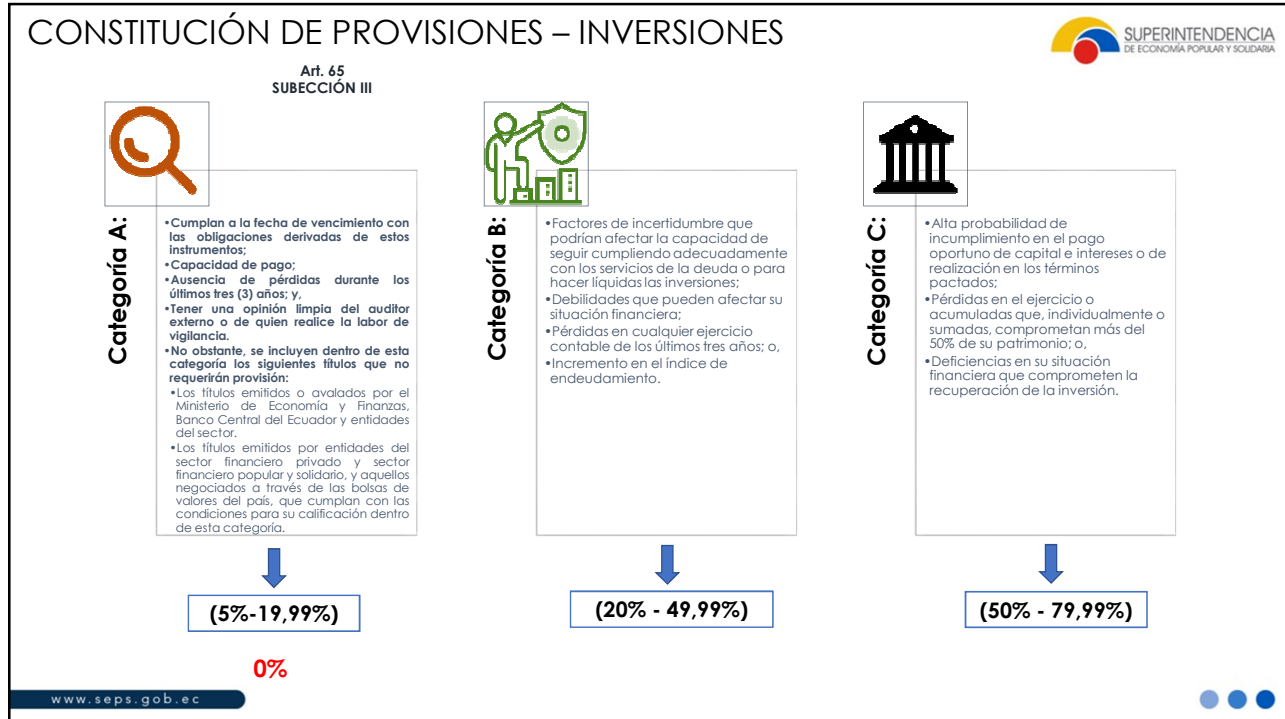 CONSTITUCIÓN DE PROVISIONES – INVERSIONES
SUPERINTENDENCIA
DE ECONOMÍA POPULAR Y SOLIDARIA
Art. 65
SUBECCIÓN III
Categoría A:
•Cumplan a la fecha de vencimiento con
las obligaciones derivadas de estos
instrumentos;
•Capacidad de pago;
•Ausencia de pérdidas durante los
últimos tres (3) años; y,
•Tener una opinión limpia del auditor
externo o de quien realice la labor de
vigilancia.
•No obstante, se incluyen dentro de esta
categoría los siguientes títulos que no
requerirán provisión:
•Los títulos emitidos o avalados por el
Ministerio de Economía y Finanzas,
Banco Central del Ecuador y entidades
del sector.
•Los títulos emitidos por entidades del
sector financiero privado y sector
financiero popular y solidario, y aquellos
negociados a través de las bolsas de
valores del país, que cumplan con las
condiciones para su calificación dentro
de esta categoría.
(5%-19,99%)
0%
Categoría B:
•Factores de incertidumbre que
podrían afectar la capacidad de
seguir cumpliendo adecuadamente
con los servicios de la deuda o para
hacer líquidas las inversiones;
•Debilidades que pueden afectar su
situación financiera;
•Pérdidas en cualquier ejercicio
contable de los últimos tres años; o,
•Incremento en el índice de
endeudamiento.
(20% - 49,99%)
Categoría C:
•Alta probabilidad de
incumplimiento en el pago
oportuno de capital e intereses o de
realización en los términos
pactados;
•Pérdidas en el ejercicio o
acumuladas que, individualmente o
sumadas, comprometan más del
50% de su patrimonio; o,
•Deficiencias en su situación
financiera que comprometen la
recuperación de la inversión.
(50% - 79,99%)
www.seps.gob.ec